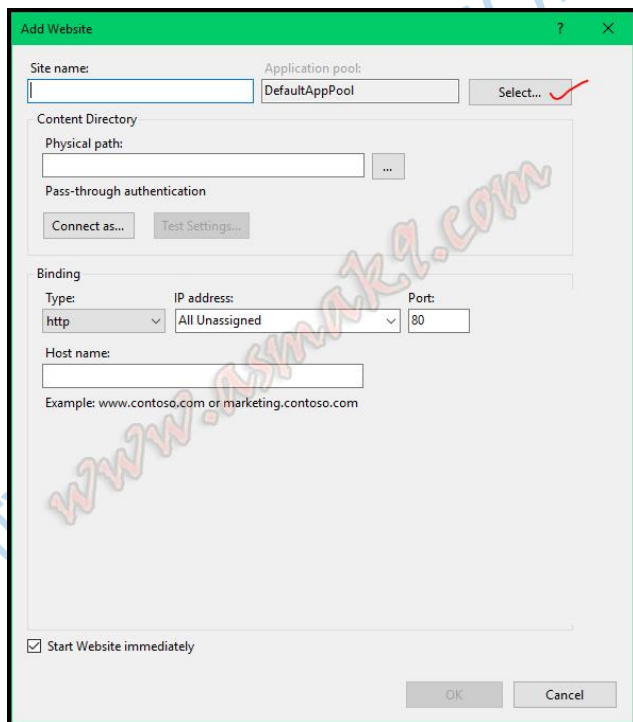 Add Website
Site name:
Application pool:
DefaultAppPool
Select...
Content Directory
Physical path:
...
Pass-through authentication
Connect as...
Test Settings...
Binding
Type:
IP address:
Port:
http
All Unassigned
80
Host name:
Example: www.contoso.com or marketing.contoso.com
www.asmak9.com
Start Website immediately
OK
Cancel